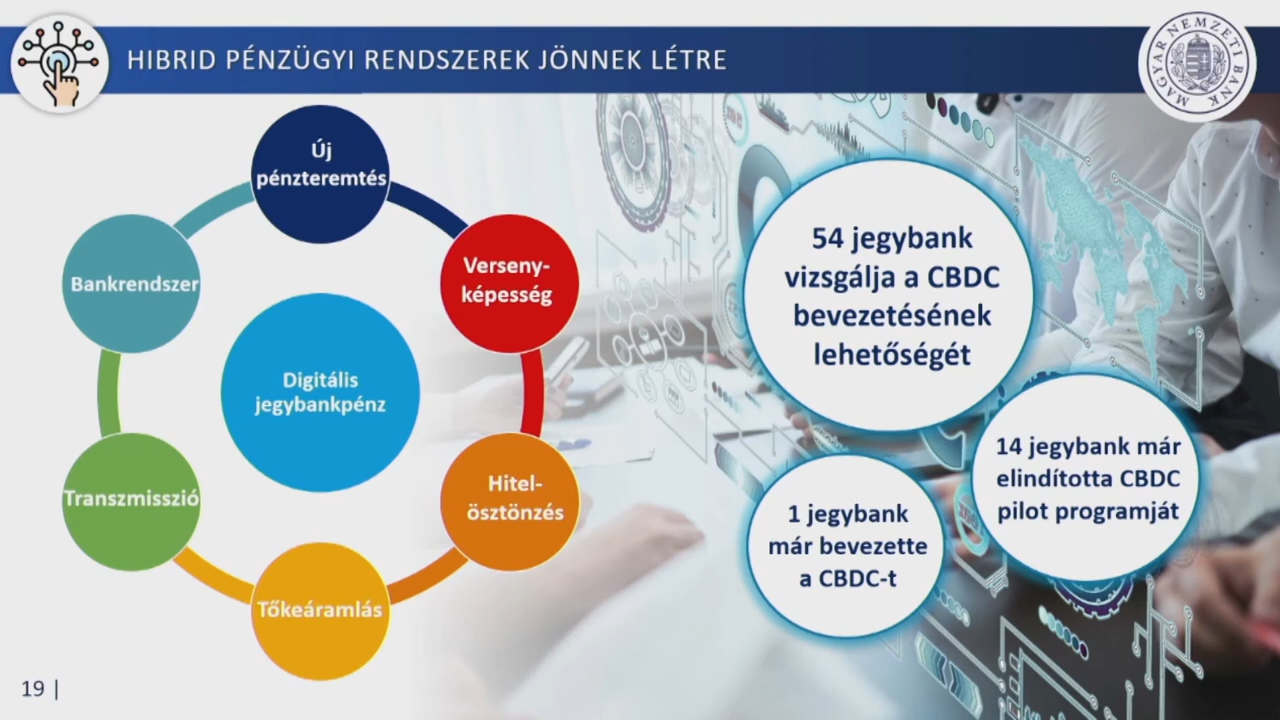 HIBRID PÉNZÜGYI RENDSZEREK JÖNNEK LÉTRE
MAGYAR NEMZETI BANK
Új
pénzteremtés
Verseny-
képesség
Hitel-
ösztönzés
Tőkeáramlás
Transzmisszió
Bankrendszer
Digitális
jegybankpénz
54 jegybank
vizsgálja a CBDC
bevezetésének
lehetőségét
14 jegybank már
elindította CBDC
pilot programját
1 jegybank
már bevezette
a CBDC-t
19 |